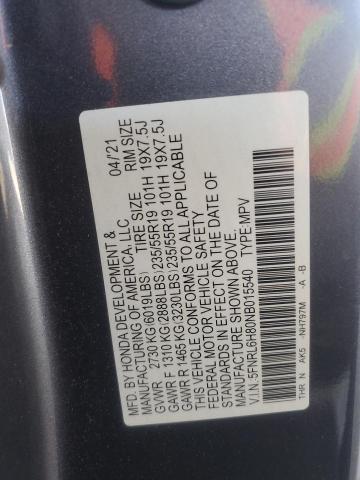 MFD. BY HONDA DEVELOPMENT & 04/'21
MANUFACTURING OF AMERICA, LLC
TIRE SIZE RIM SIZE
GVWR 2730 KG(6019LBS)
GAWR F 1310 KG(2888LBS)235/55R19 101H 19X7.5J
GAWR R 1465 KG(3230LBS)235/55R19 101H 19X7.5J
THIS VEHICLE CONFORMS TO ALL APPLICABLE
FEDERAL MOTOR VEHICLE SAFETY
STANDARDS IN EFFECT ON THE DATE OF
MANUFACTURE SHOWN ABOVE.
V.I.N.:5FNRL6H80NB015540 TYPE:MPV
THR N AK5 -NH797M -A -B